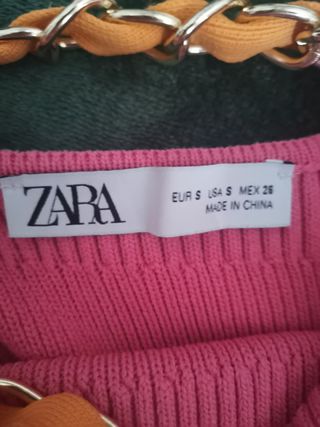 ZARA
EUR S USA S MEX 26
MADE IN CHINA